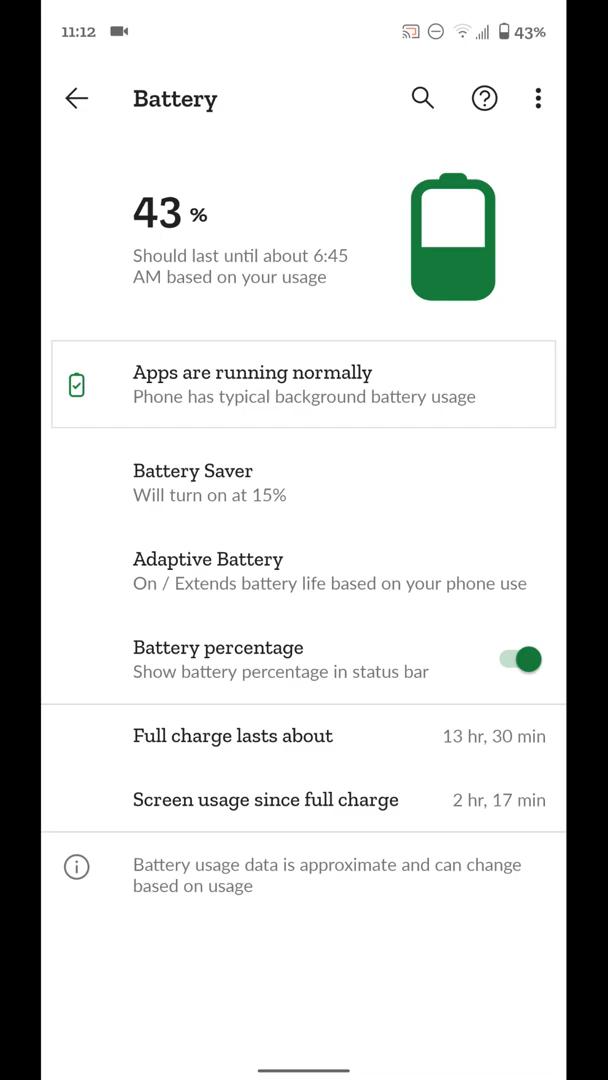 11:12
43%
Battery
43 %
Should last until about 6:45
AM based on your usage
Apps are running normally
Phone has typical background battery usage
Battery Saver
Will turn on at 15%
Adaptive Battery
On / Extends battery life based on your phone use
Battery percentage
Show battery percentage in status bar
Full charge lasts about 13 hr, 30 min
Screen usage since full charge 2 hr, 17 min
Battery usage data is approximate and can change
based on usage